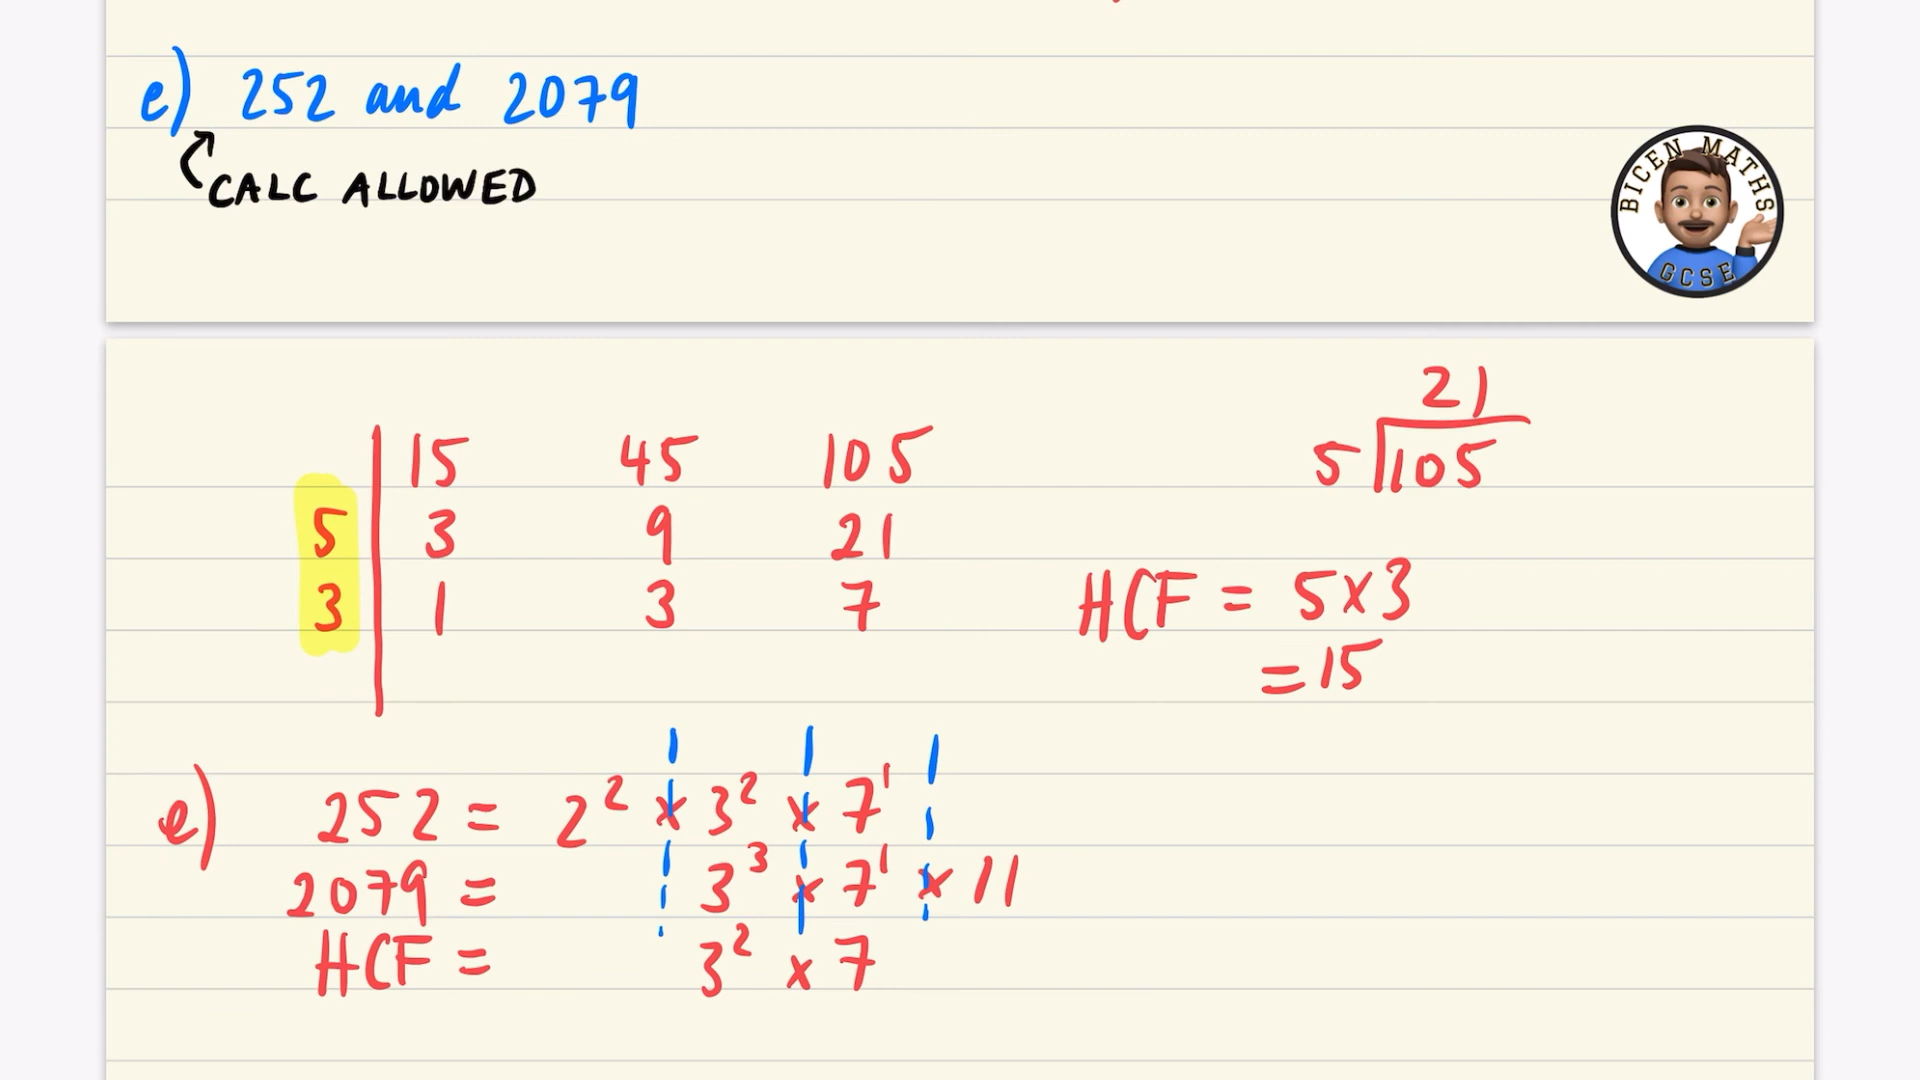 e) 252 and 2079
CALC ALLOWED
BICEN MATHS
GCSE
21
15 45 105
5 105
5 3 9 21
3 1 3 7
HCF = 5 × 3
= 15
e) 252 = 2² × 3² × 7¹
2079 = 3³ × 7¹ × 11
HCF = 3² × 7